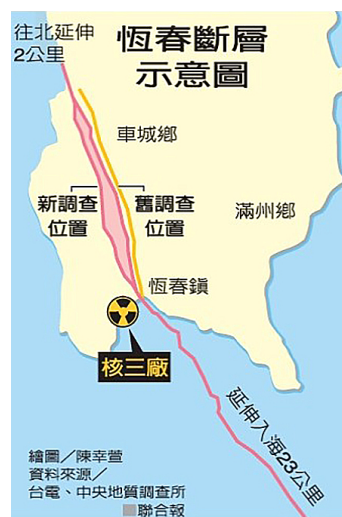 往北延伸
2公里
恆春斷層
示意圖
車城鄉
新調查
位置
舊調查
位置
滿州鄉
恆春鎮
核三廠
延伸入海23公里
繪圖／陳幸萱
資料來源／
台電、中央地質調查所
聯合報